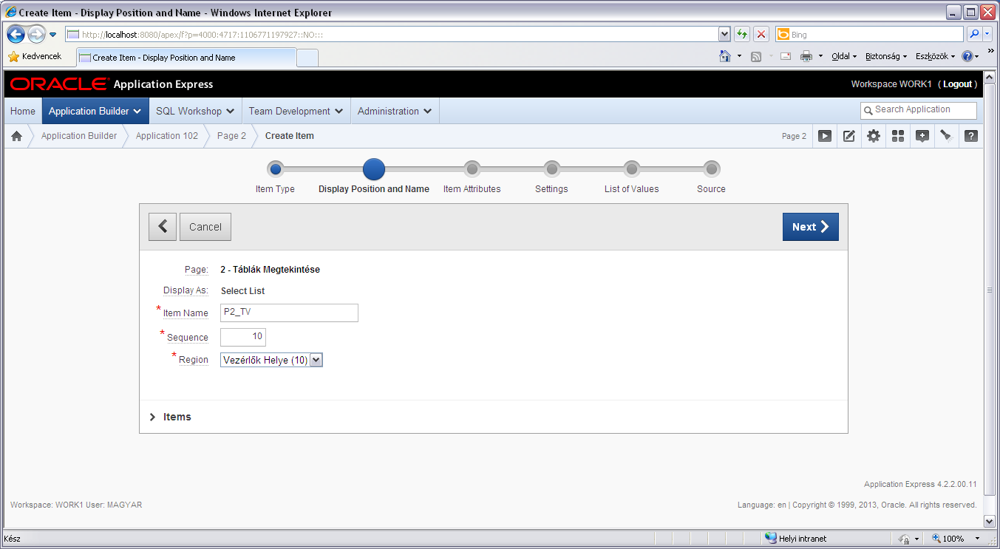 Create Item - Display Position and Name - Windows Internet Explorer
http://localhost:8080/apex/f?p=4000:4717:1106771197927::NO:::
Bing
Kedvencek
Create Item - Display Position and Name
Oldal
Biztonság
Eszközök
ORACLE Application Express
Workspace WORK1 ( Logout )
Home
Application Builder
SQL Workshop
Team Development
Administration
Search Application
Application Builder
Application 102
Page 2
Create Item
Page 2
Item Type
Display Position and Name
Item Attributes
Settings
List of Values
Source
Cancel
Next
Page: 2 - Táblák Megtekintése
Display As: Select List
* Item Name P2_TV
* Sequence 10
* Region Vezérlők Helye (10)
Items
Application Express 4.2.2.00.11
Workspace: WORK1 User: MAGYAR
Language: en | Copyright © 1999, 2013, Oracle. All rights reserved.
Kész
Helyi intranet
100%